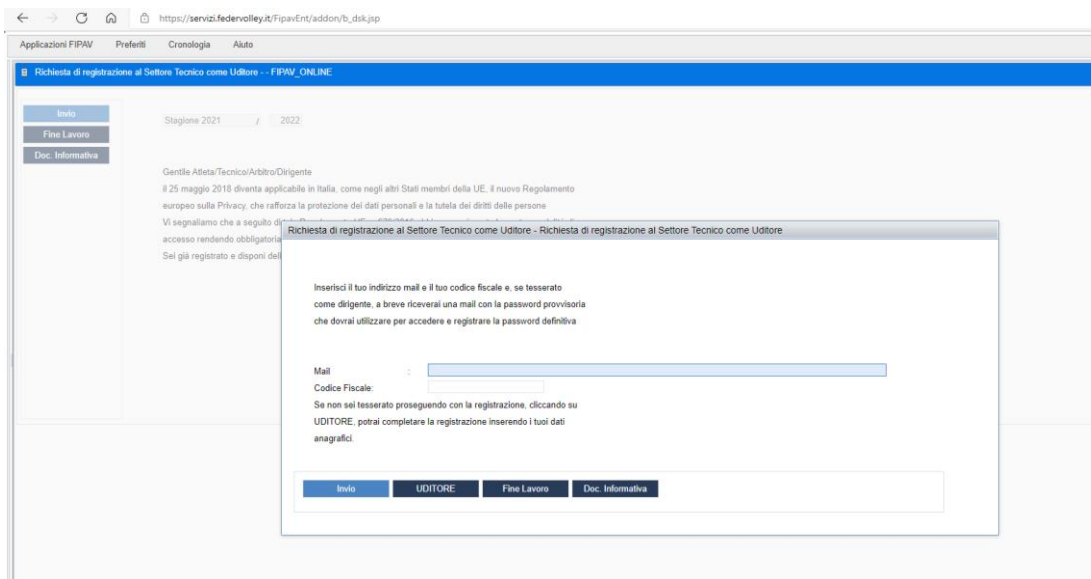 https://servizi.federvolley.it/FipavEnt/addon/b_dsk.jsp
Applicazioni FIPAV Preferiti Cronologia Aiuto
Richiesta di registrazione al Settore Tecnico come Uditore - - FIPAV_ONLINE
Invio
Fine Lavoro
Doc. Informativa
Stagione 2021 / 2022
Gentile Atleta/Tecnico/Arbitro/Dirigente
il 25 maggio 2018 diventa applicabile in Italia, come negli altri Stati membri della UE, il nuovo Regolamento
europeo sulla Privacy, che rafforza la protezione dei dati personali e la tutela dei diritti delle persone
Vi segnaliamo che a seguito di
accesso rendendo obbligatoria
Sei già registrato e disponi dell
Richiesta di registrazione al Settore Tecnico come Uditore - Richiesta di registrazione al Settore Tecnico come Uditore
Inserisci il tuo indirizzo mail e il tuo codice fiscale e, se tesserato
come dirigente, a breve riceverai una mail con la password provvisoria
che dovrai utilizzare per accedere e registrare la password definitiva
Mail :
Codice Fiscale:
Se non sei tesserato proseguendo con la registrazione, cliccando su
UDITORE, potrai completare la registrazione inserendo i tuoi dati
anagrafici.
Invio UDITORE Fine Lavoro Doc. Informativa